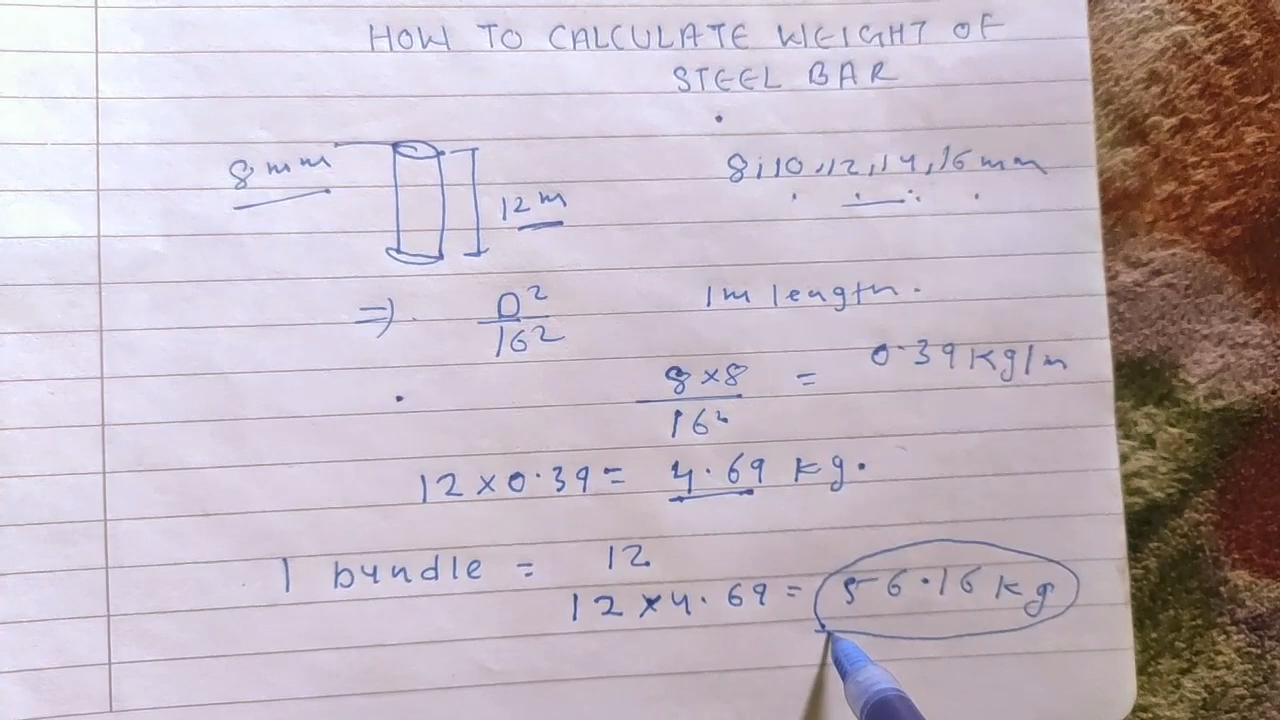 HOW TO CALCULATE WEIGHT OF
STEEL BAR
8mm
12m
8,10,12,14,16mm
=> D²/16²
1m length.
8×8/16² = 0.39 Kg/m
12×0.39= 4.69 Kg.
1 bundle = 12
12×4.69= 56.16 Kg